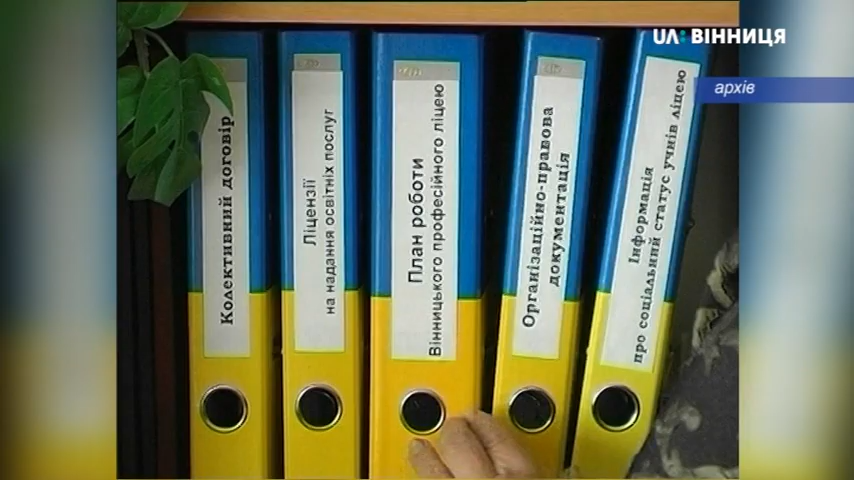 UA: ВІННИЦЯ
архів
Колективний договір
Ліцензії
на надання освітніх послуг
План роботи
Вінницького професійного ліцею
Організаційно-правова
документація
Інформація
про соціальний статус учнів ліцею